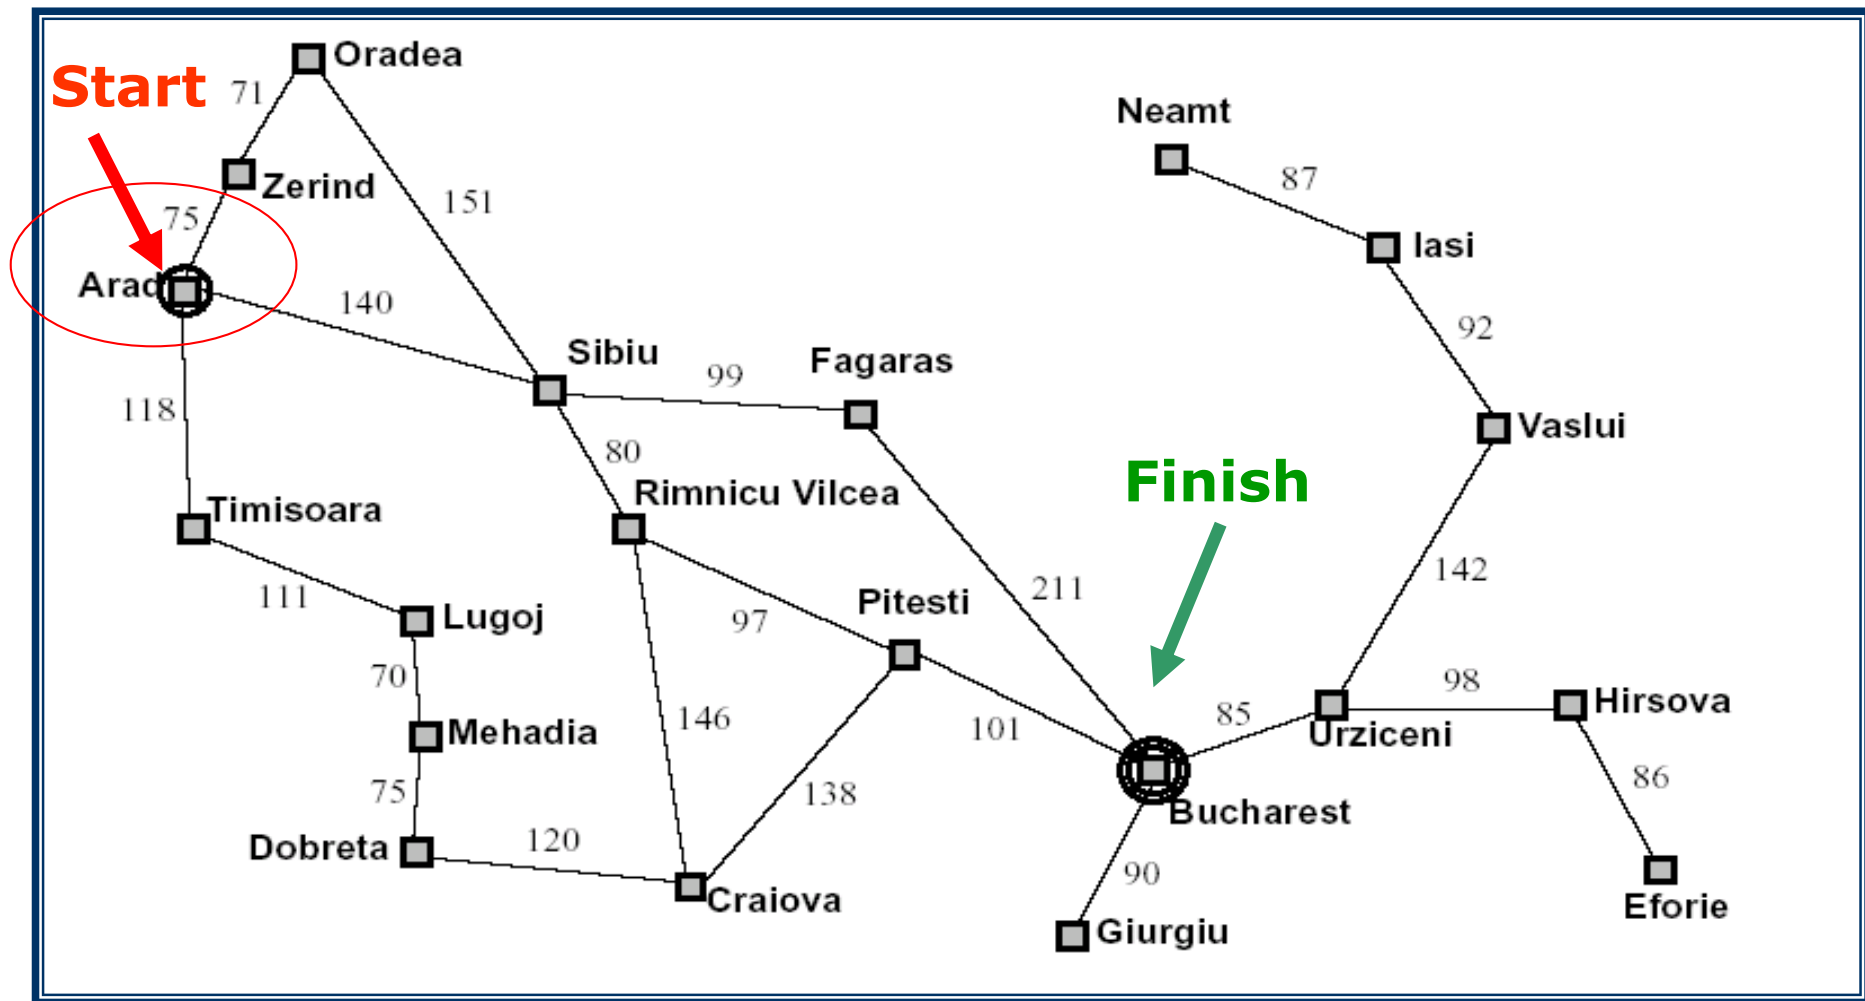 Oradea
Start
71
Neamt
Zerind
87
151
75
Iasi
Arad
140
92
Sibiu
Fagaras
99
118
Vaslui
80
Finish
Rimnicu Vilcea
Timisoara
142
211
111
Pitesti
Lugoj
97
70
98
Hirsova
85
146
101
Mehadia
Urziceni
86
75
138
Bucharest
120
Dobreta
90
Craiova
Eforie
Giurgiu